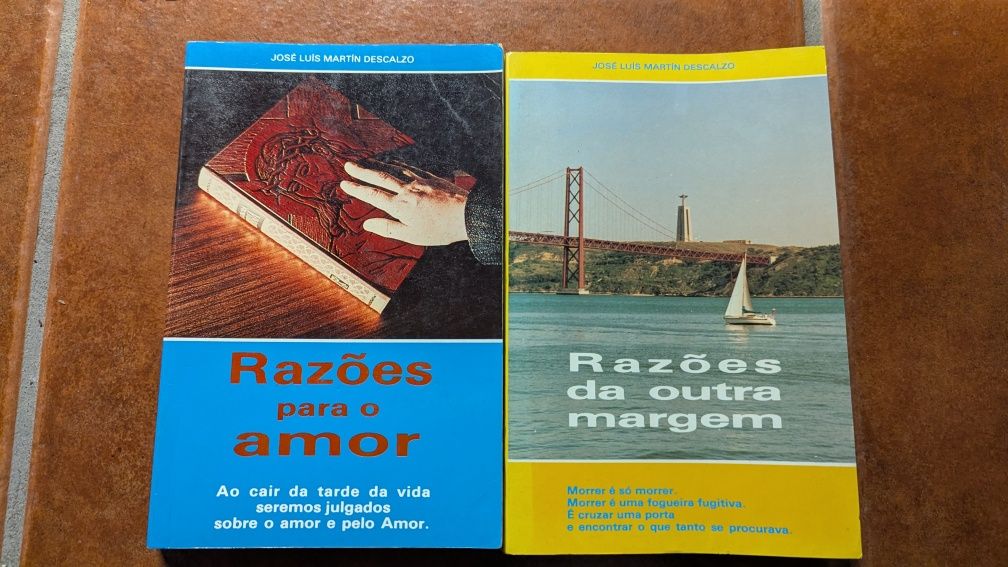 JOSÉ LUÍS MARTÍN DESCALZO
Razões
para o
amor
Ao cair da tarde da vida
seremos julgados
sobre o amor e pelo Amor.
JOSÉ LUÍS MARTÍN DESCALZO
Razões
da outra
margem
Morrer é só morrer.
Morrer é uma fogueira fugitiva.
É cruzar uma porta
e encontrar o que tanto se procurava.